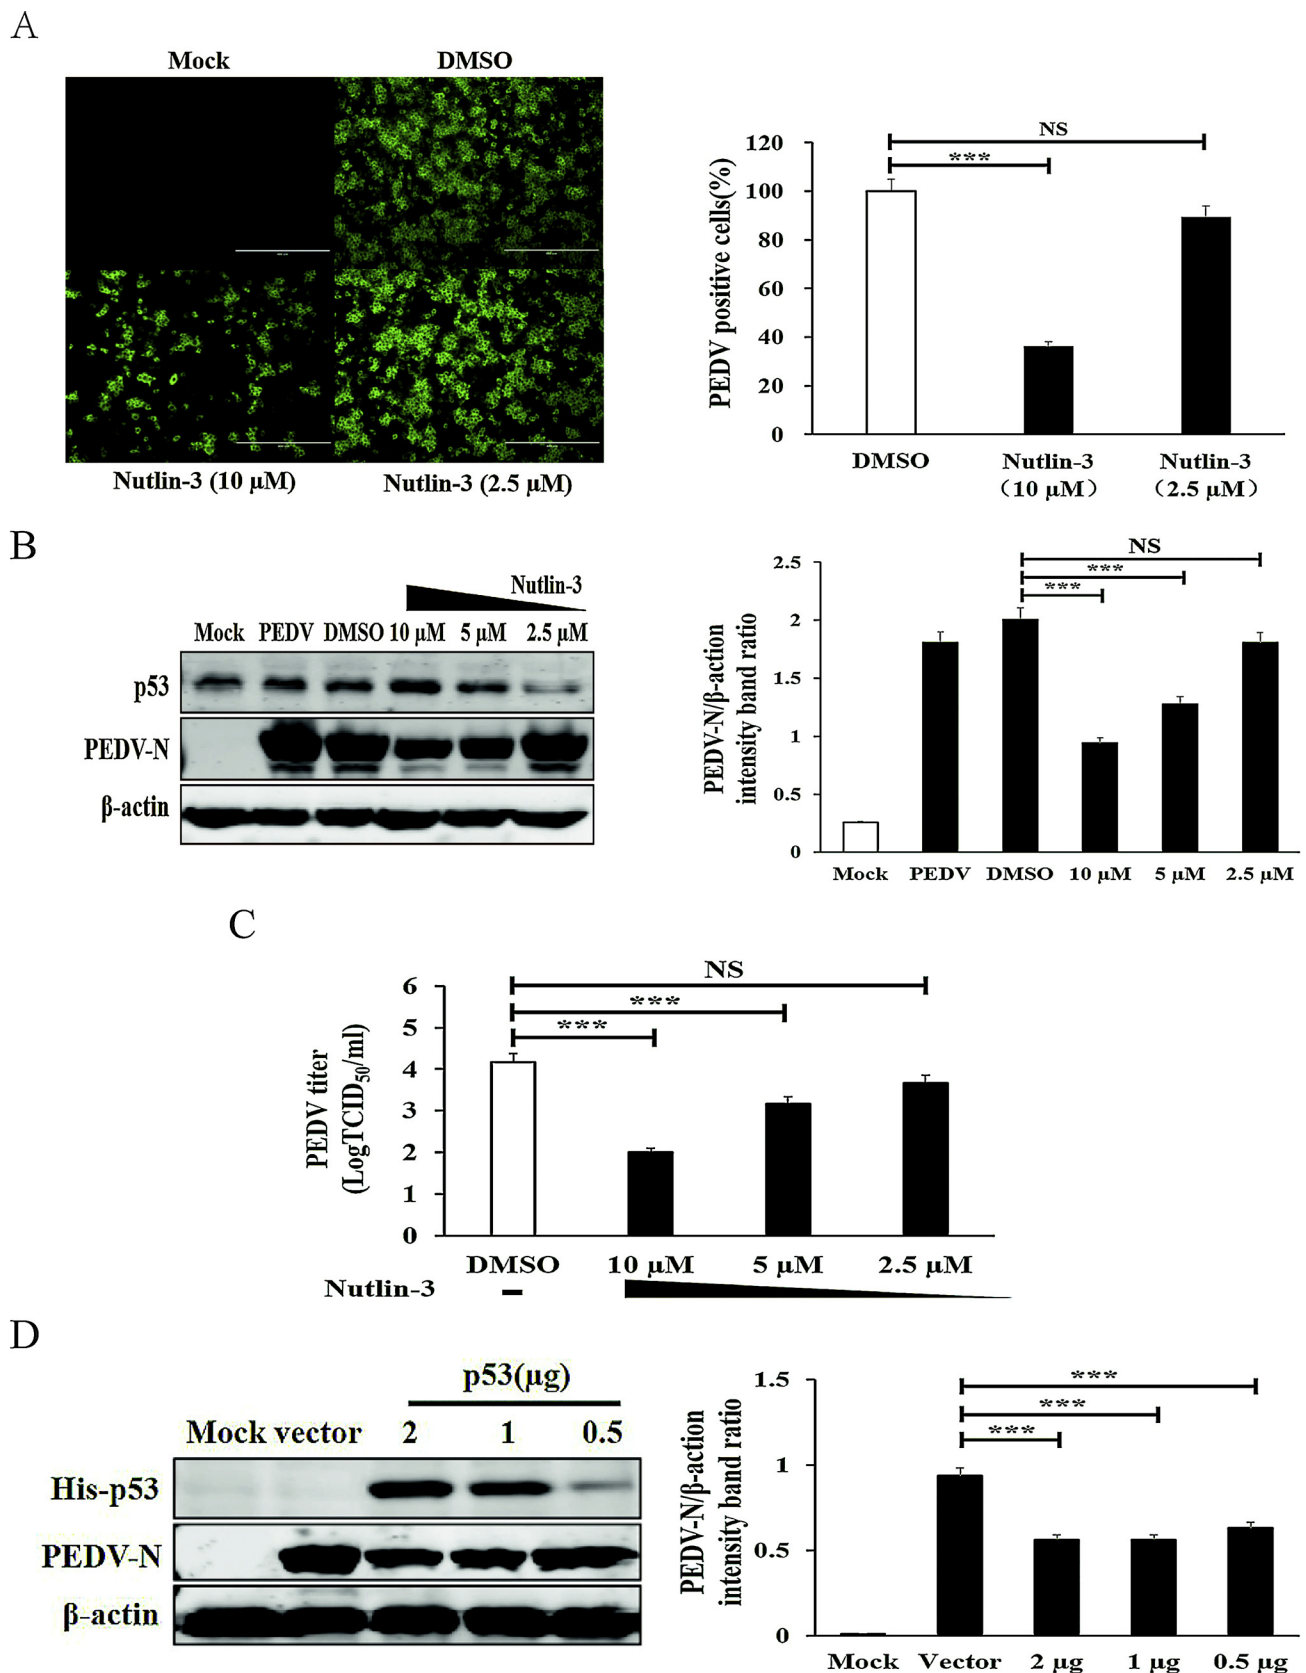 A
Mock
DMSO
Nutlin-3 (10 μM)
Nutlin-3 (2.5 μM)
PEDV positive cells(%)
120
100
80
60
40
20
0
NS
***
DMSO
Nutlin-3
(10 μM)
Nutlin-3
(2.5 μM)
B
Nutlin-3
Mock PEDV DMSO 10 μM 5 μM 2.5 μM
p53
PEDV-N
β-actin
PEDV-N/β-action
intensity band ratio
2.5
2
1.5
1
0.5
0
NS
***
***
Mock PEDV DMSO 10 μM 5 μM 2.5 μM
C
PEDV titer
(LogTCID50/ml)
6
5
4
3
2
1
0
NS
***
***
DMSO 10 μM 5 μM 2.5 μM
Nutlin-3 –
D
p53(μg)
Mock vector 2 1 0.5
His-p53
PEDV-N
β-actin
PEDV-N/β-action
intensity band ratio
1.5
1
0.5
0
***
***
***
Mock Vector 2 μg 1 μg 0.5 μg